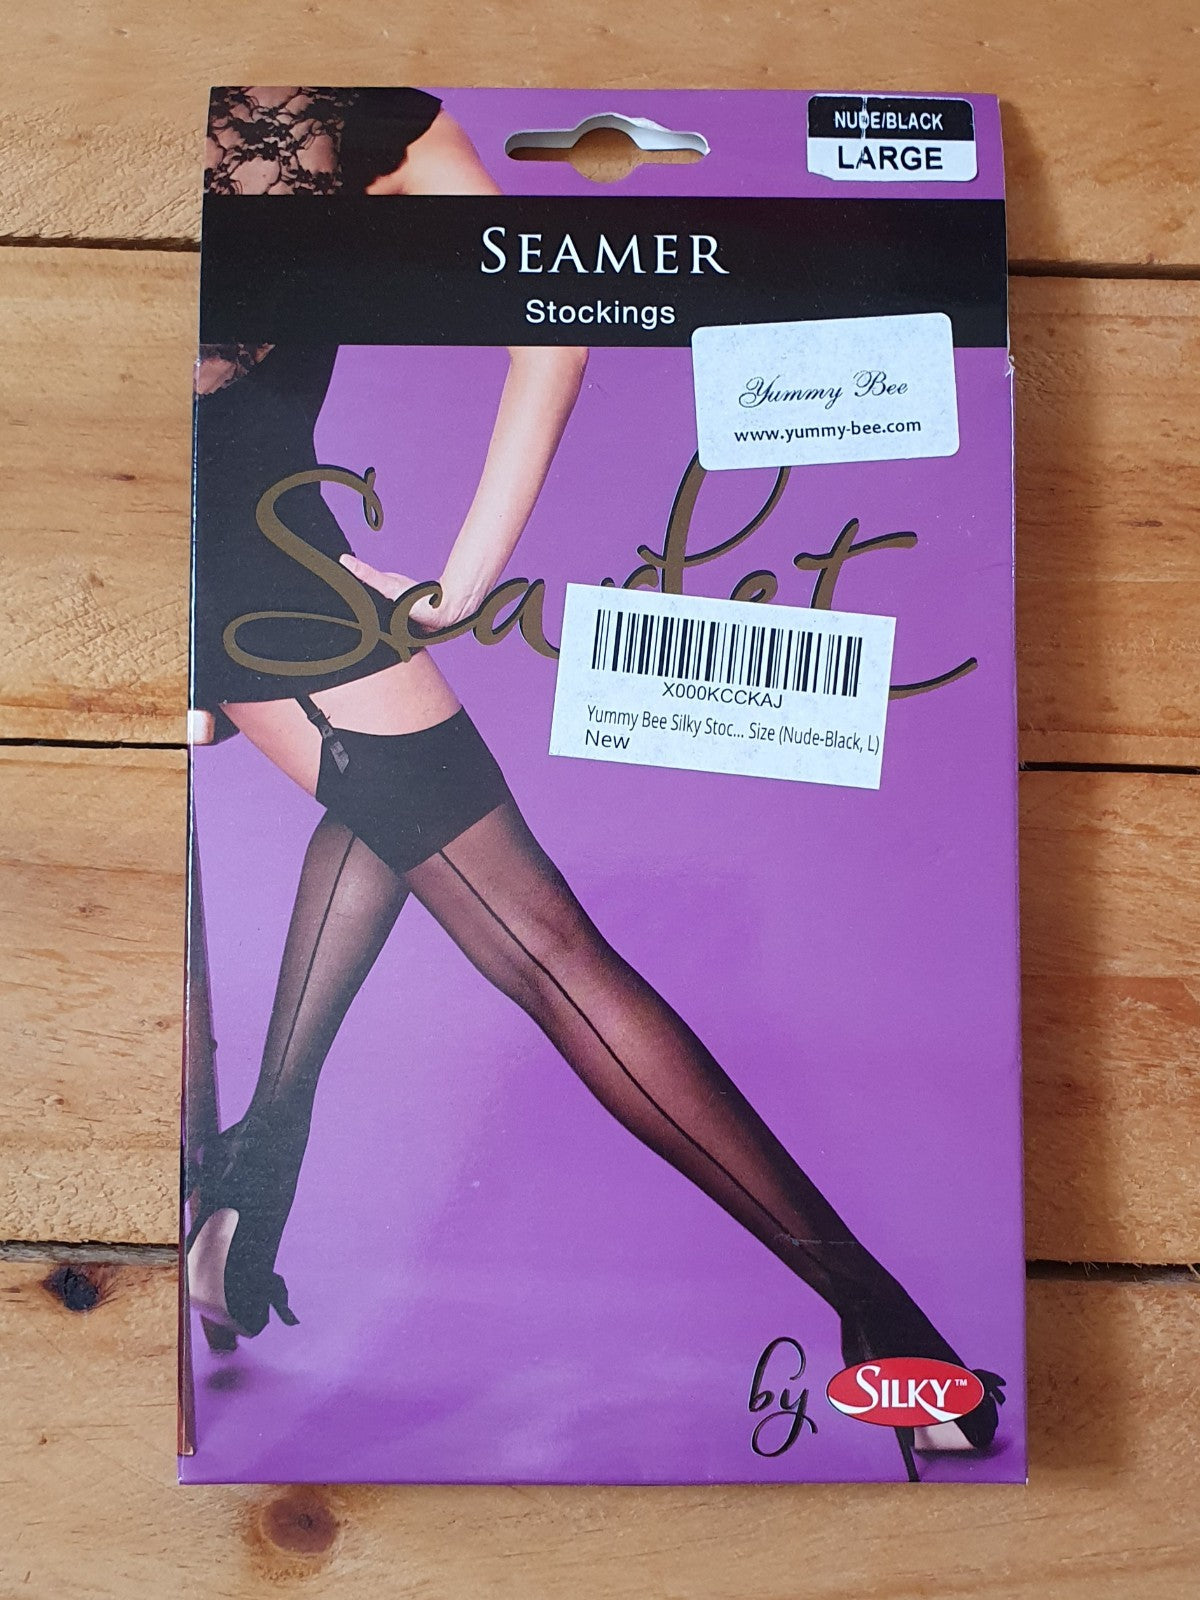 NUDE/BLACK
LARGE
SEAMER
Stockings
Yummy Bee
www.yummy-bee.com
Scarlet
X000KCCKAJ
Yummy Bee Silky Stoc... Size (Nude-Black, L)
New
by SILKY™